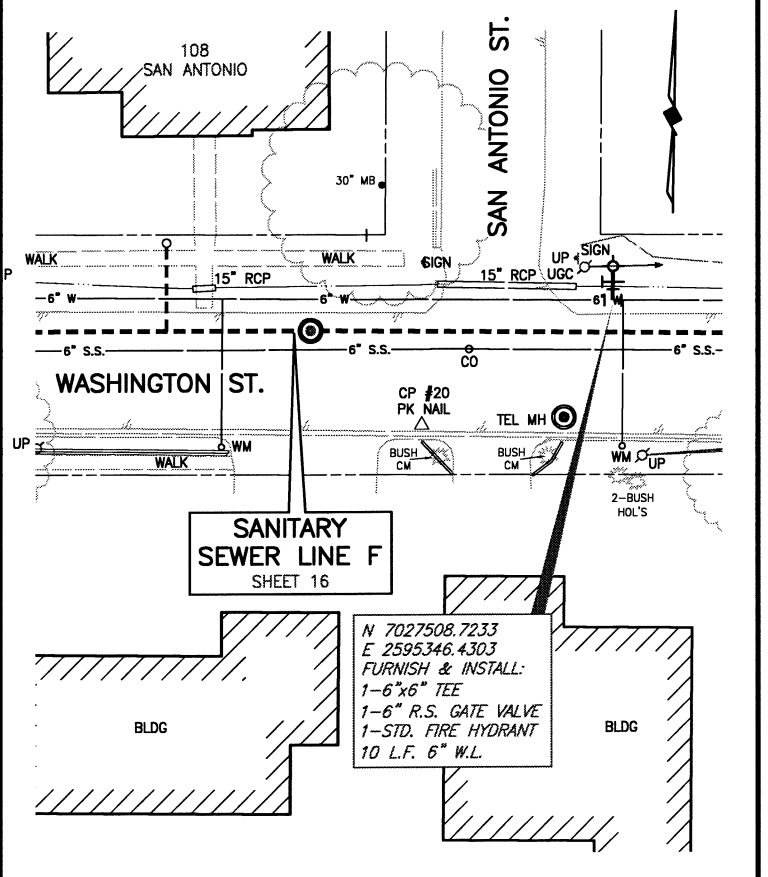 108
SAN ANTONIO
SAN ANTONIO ST.
30" MB
WALK
WALK
SIGN
UP
SIGN
UGC
P
15" RCP
15" RCP
6" W
6" W
6" W
6" S.S.
6" S.S.
6" S.S.
CO
WASHINGTON ST.
CP #20
PK NAIL
TEL MH
UP
WM
WALK
BUSH
CM
BUSH
CM
WM
UP
2-BUSH
HOL'S
SANITARY
SEWER LINE F
SHEET 16
N 7027508.7233
E 2595346.4303
FURNISH & INSTALL:
1-6"x6" TEE
1-6" R.S. GATE VALVE
1-STD. FIRE HYDRANT
10 L.F. 6" W.L.
BLDG
BLDG